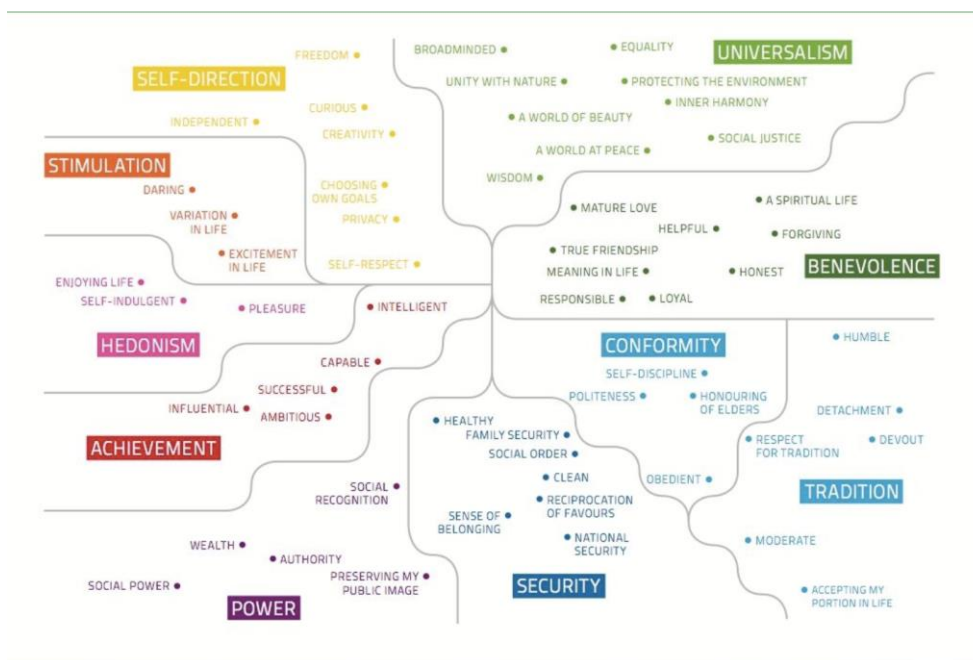 SELF-DIRECTION
FREEDOM
CURIOUS
INDEPENDENT
CREATIVITY
CHOOSING
OWN GOALS
PRIVACY
SELF-RESPECT
UNIVERSALISM
BROADMINDED
EQUALITY
UNITY WITH NATURE
PROTECTING THE ENVIRONMENT
INNER HARMONY
A WORLD OF BEAUTY
SOCIAL JUSTICE
A WORLD AT PEACE
WISDOM
STIMULATION
DARING
VARIATION
IN LIFE
EXCITEMENT
IN LIFE
MATURE LOVE
A SPIRITUAL LIFE
HELPFUL
FORGIVING
TRUE FRIENDSHIP
MEANING IN LIFE
HONEST
BENEVOLENCE
RESPONSIBLE
LOYAL
ENJOYING LIFE
SELF-INDULGENT
PLEASURE
HEDONISM
INTELLIGENT
CAPABLE
SUCCESSFUL
INFLUENTIAL
AMBITIOUS
ACHIEVEMENT
CONFORMITY
SELF-DISCIPLINE
POLITENESS
HONOURING
OF ELDERS
OBEDIENT
HUMBLE
DETACHMENT
RESPECT
FOR TRADITION
DEVOUT
TRADITION
MODERATE
ACCEPTING MY
PORTION IN LIFE
HEALTHY
FAMILY SECURITY
SOCIAL ORDER
CLEAN
RECIPROCATION
OF FAVOURS
SENSE OF
BELONGING
NATIONAL
SECURITY
SECURITY
SOCIAL
RECOGNITION
WEALTH
AUTHORITY
SOCIAL POWER
PRESERVING MY
PUBLIC IMAGE
POWER